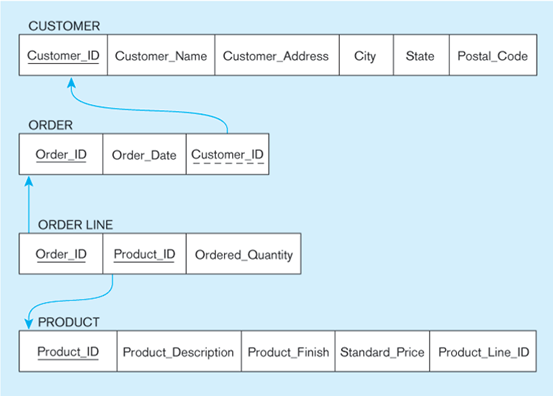 CUSTOMER
Customer_ID Customer_Name Customer_Address City State Postal_Code
ORDER
Order_ID Order_Date Customer_ID
ORDER LINE
Order_ID Product_ID Ordered_Quantity
PRODUCT
Product_ID Product_Description Product_Finish Standard_Price Product_Line_ID